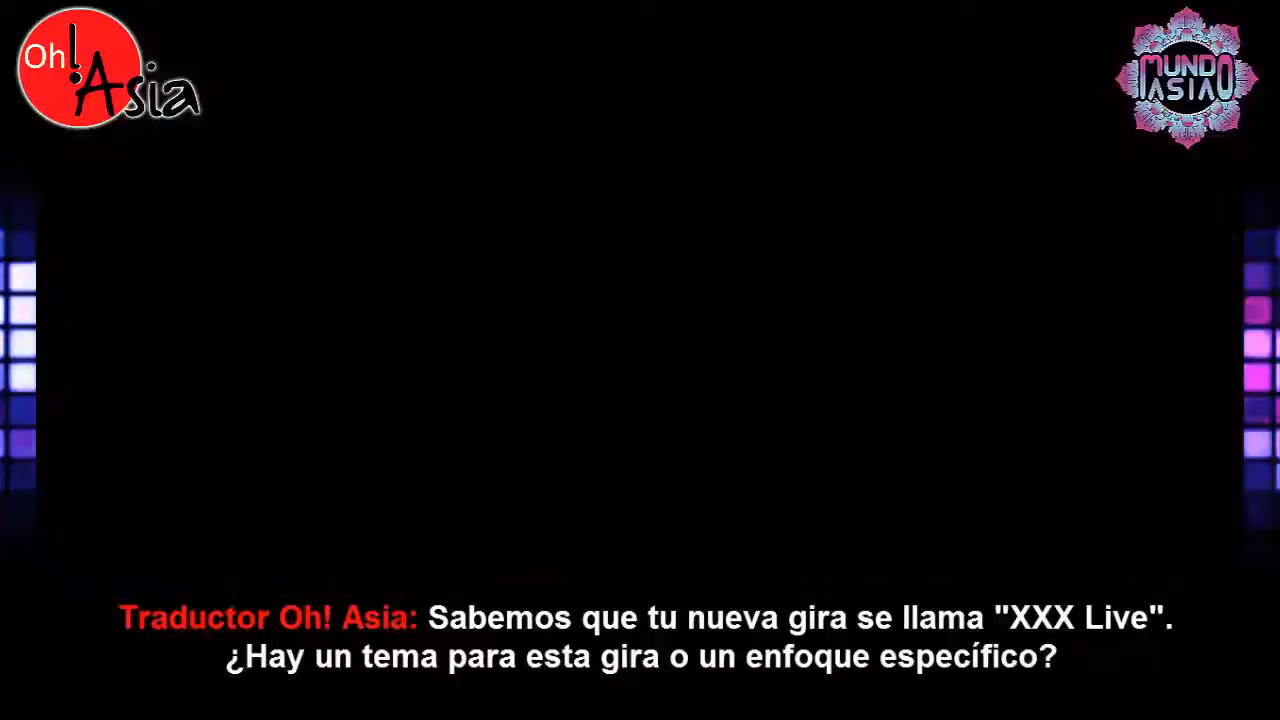 Oh!
Asia
MUNDO
ASIA
Traductor Oh! Asia: Sabemos que tu nueva gira se llama "XXX Live".
¿Hay un tema para esta gira o un enfoque específico?